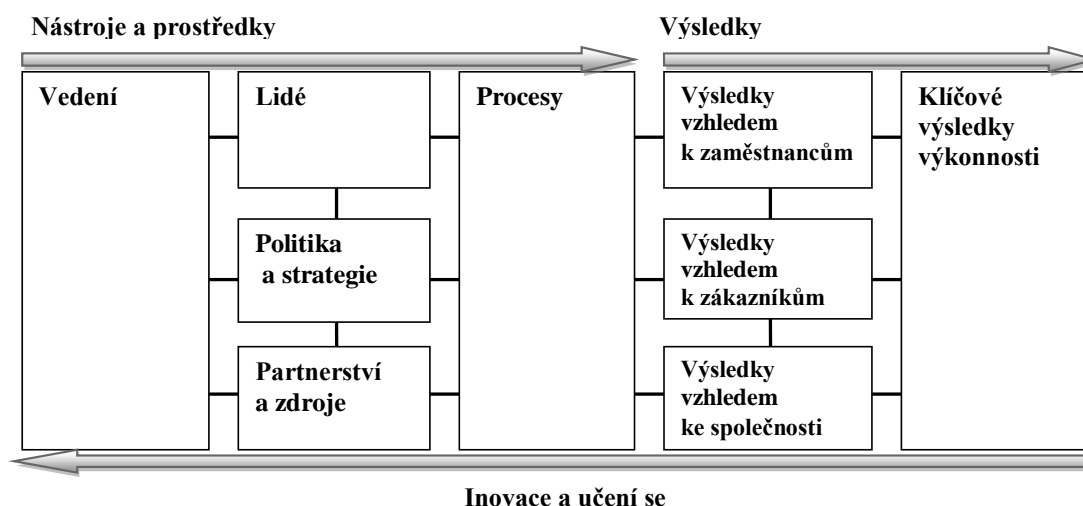 Nástroje a prostředky
Výsledky
Vedení
Lidé
Procesy
Výsledky
vzhledem
k zaměstnancům
Klíčové
výsledky
výkonnosti
Politika
a strategie
Výsledky
vzhledem
k zákazníkům
Partnerství
a zdroje
Výsledky
vzhledem
ke společnosti
Inovace a učení se